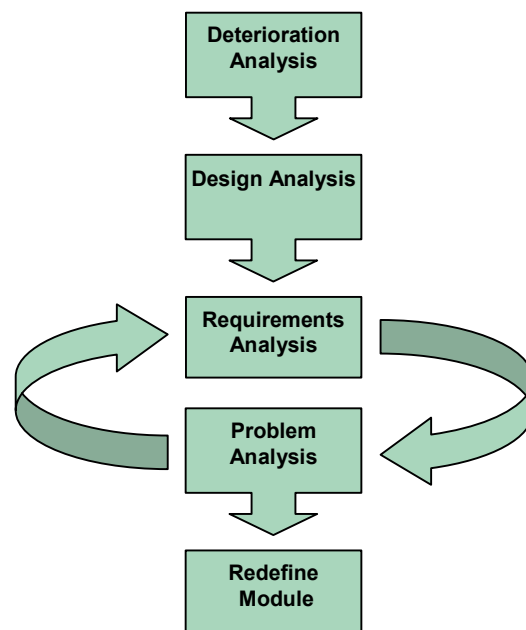 Deterioration
Analysis
Design Analysis
Requirements
Analysis
Problem
Analysis
Redefine
Module